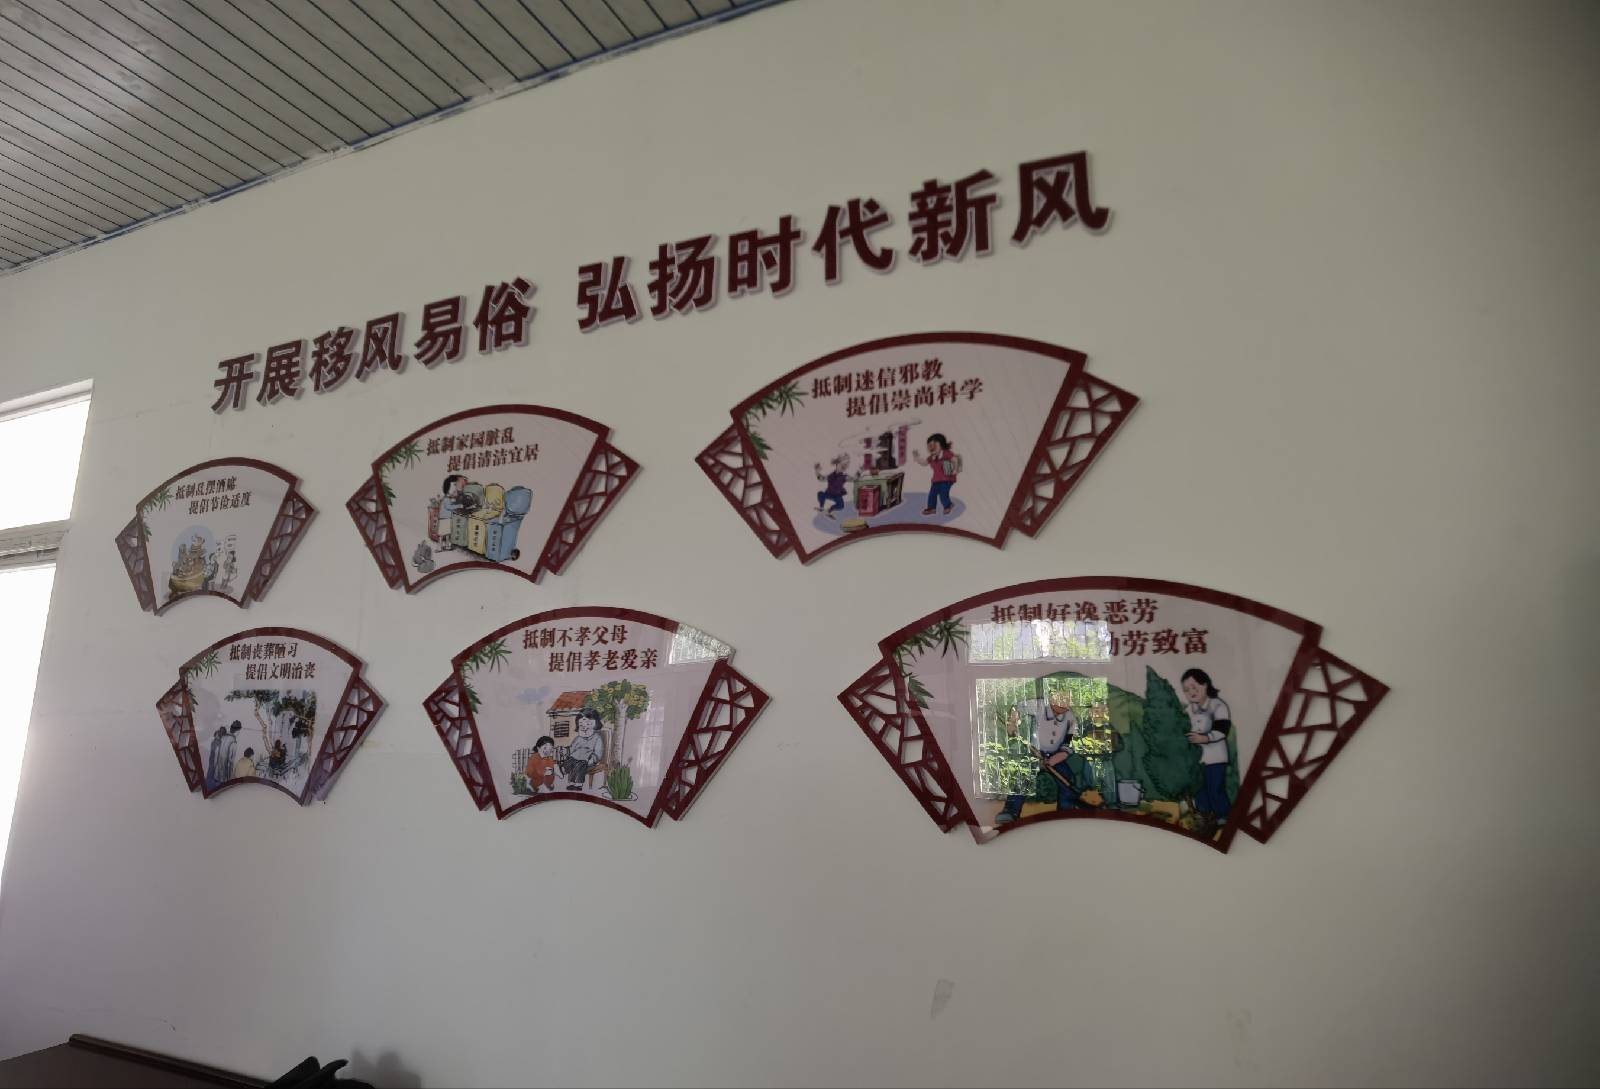 开展移风易俗 弘扬时代新风
抵制乱摆酒席
提倡节俭适度
抵制家园脏乱
提倡清洁宜居
抵制迷信邪教
提倡崇尚科学
抵制丧葬陋习
提倡文明治丧
抵制不孝父母
提倡孝老爱亲
抵制好逸恶劳
劳致富